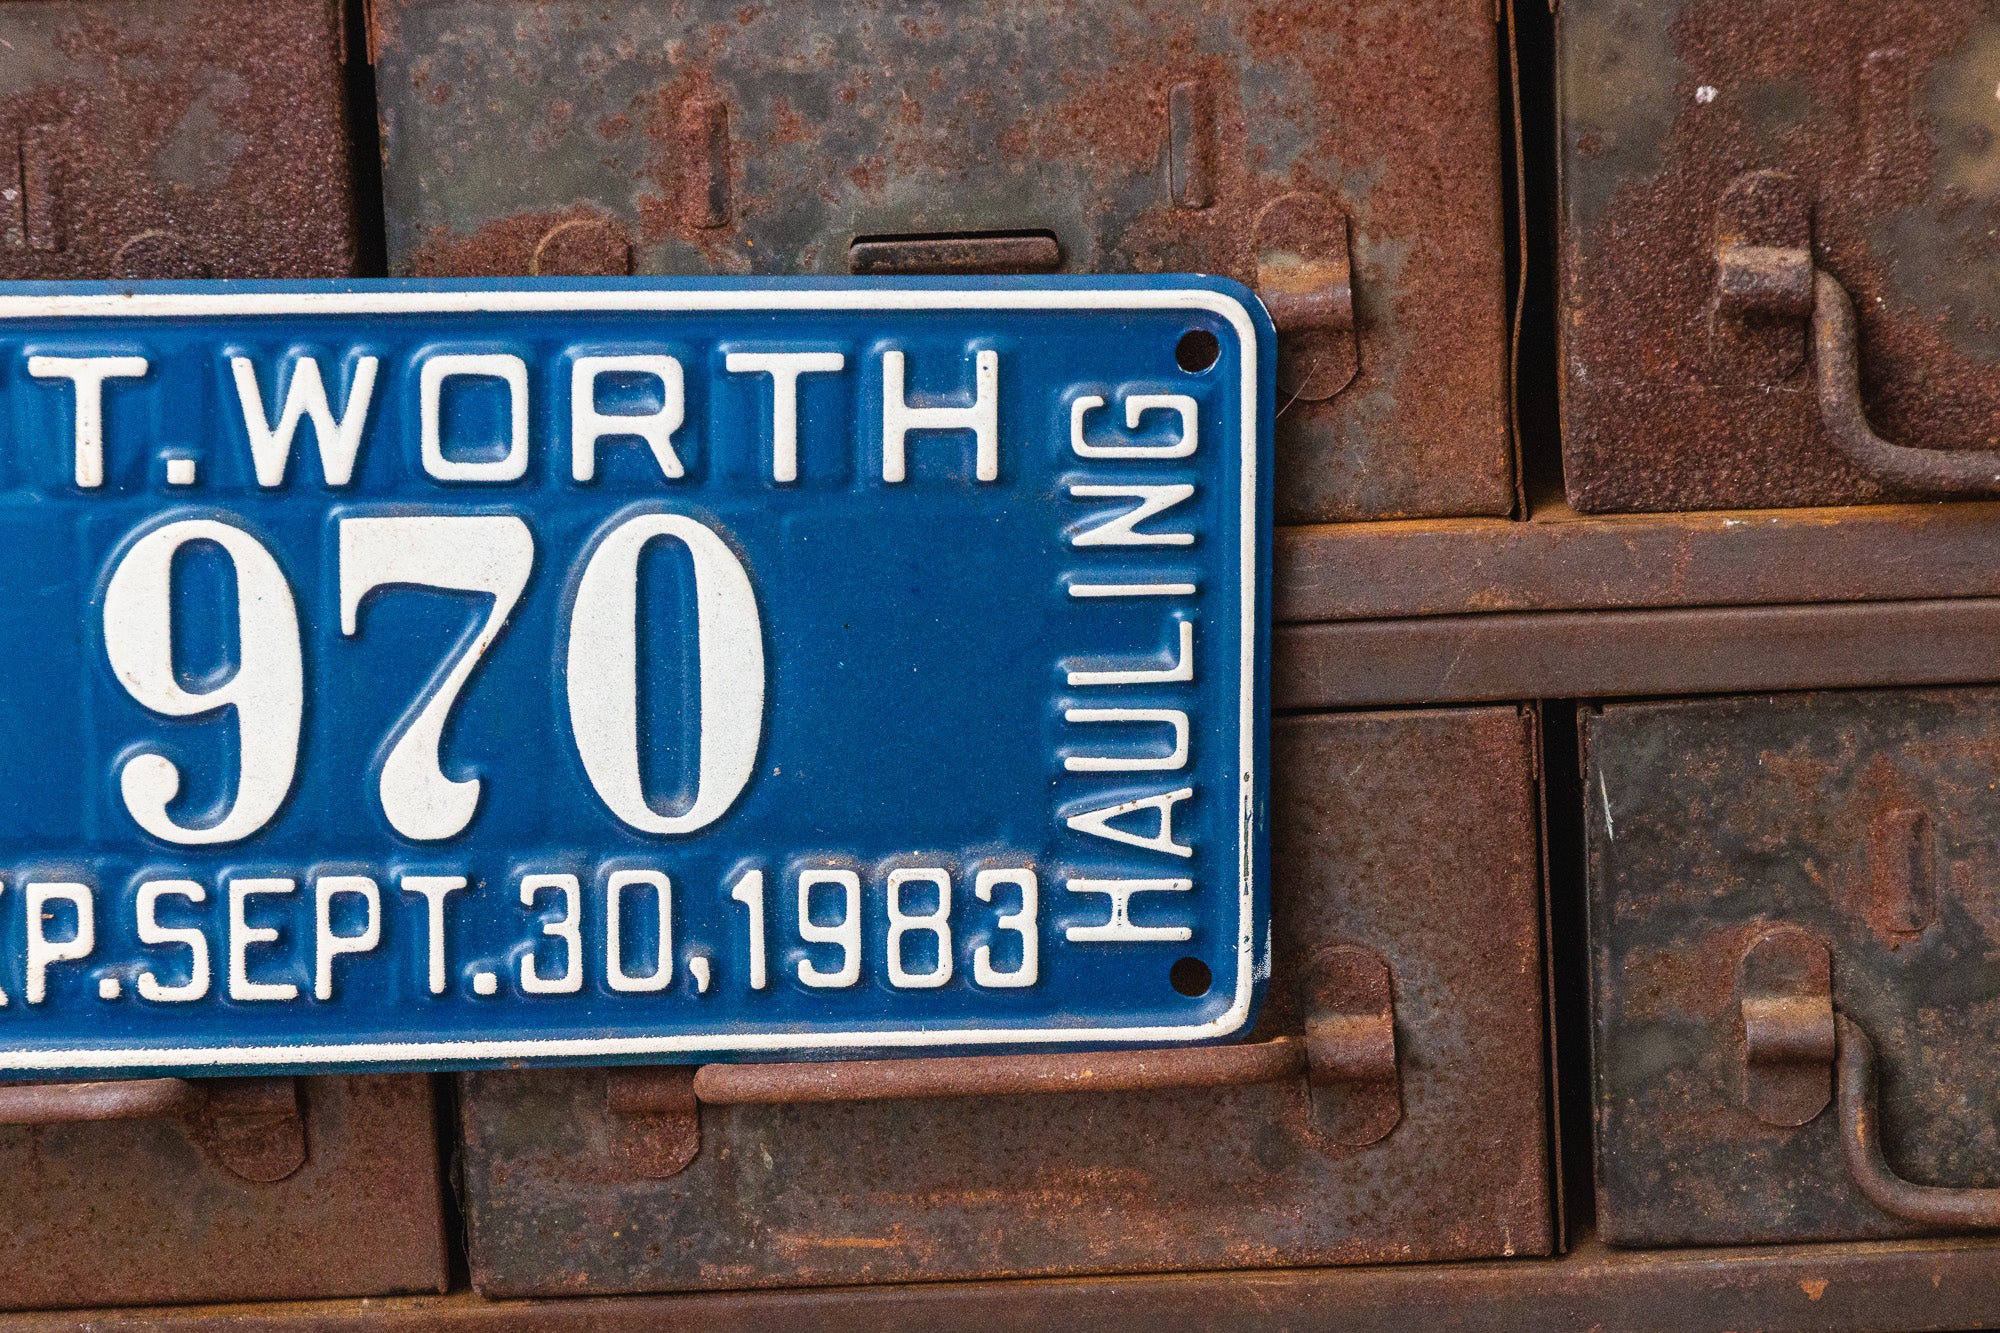 T. WORTH
970
P. SEPT. 30, 1983
HAULING